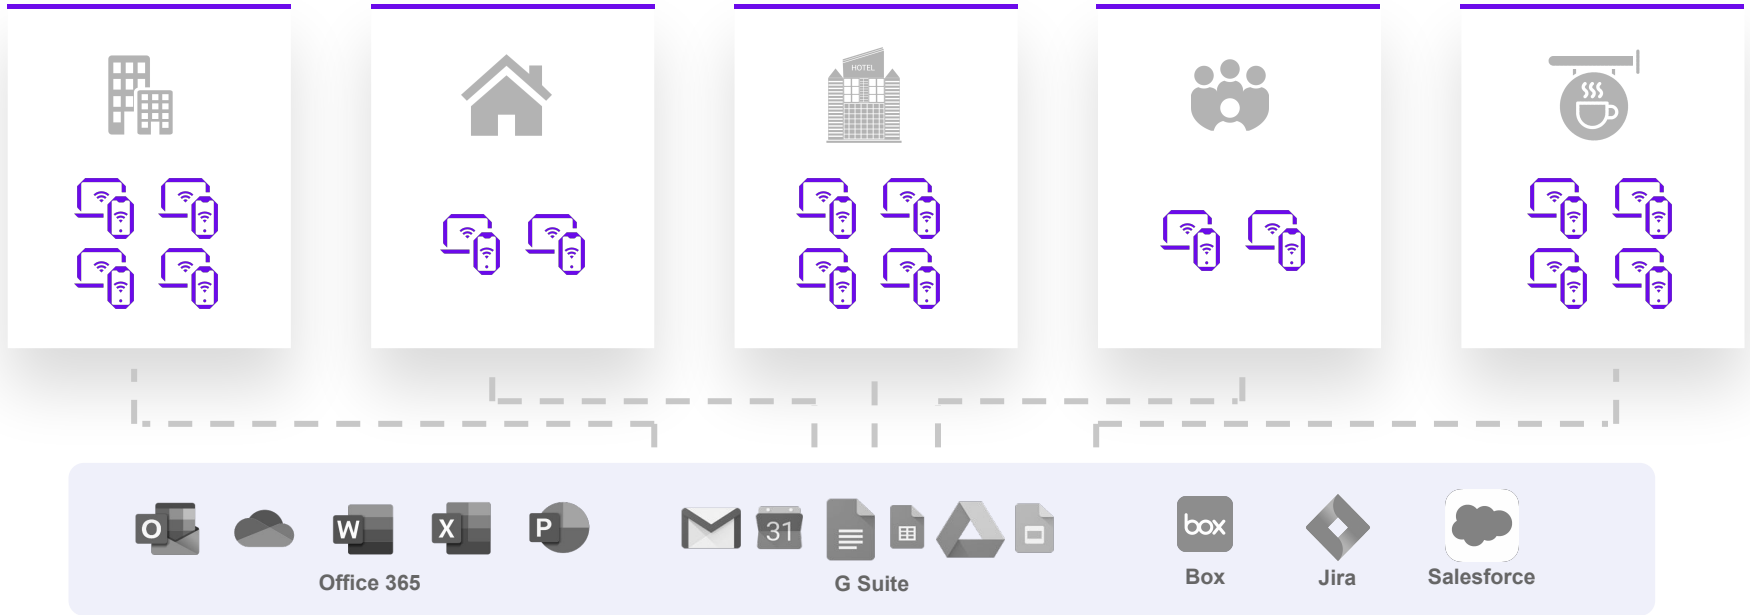 HOTEL
O
W
X
P
31
box
Office 365
G Suite
Box
Jira
Salesforce